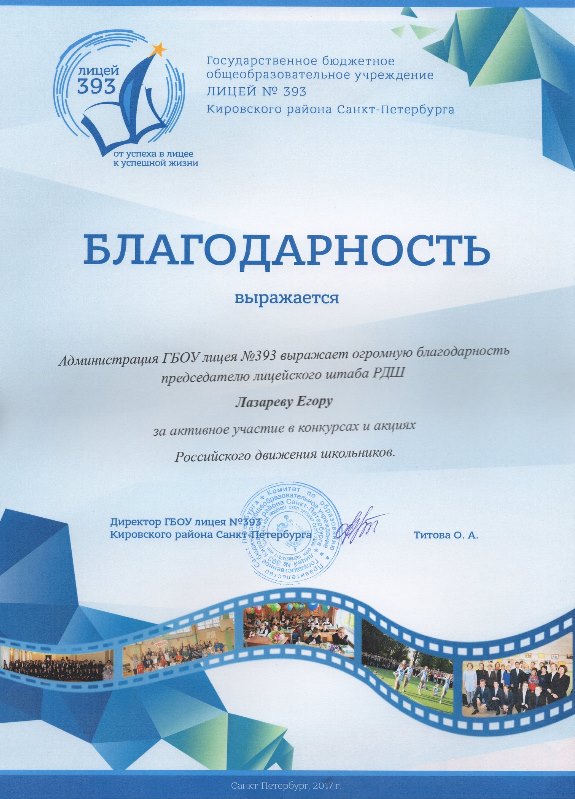 лицей
393
от успеха в лицее
к успешной жизни
Государственное бюджетное
общеобразовательное учреждение
ЛИЦЕЙ № 393
Кировского района Санкт-Петербурга
БЛАГОДАРНОСТЬ
выражается
Администрация ГБОУ лицея №393 выражает огромную благодарность
председателю лицейского штаба РДШ
Лазареву Егору
за активное участие в конкурсах и акциях
Российского движения школьников.
Директор ГБОУ лицея №393
Кировского района Санкт-Петербурга
Титова О. А.
Санкт-Петербург, 2017 г.